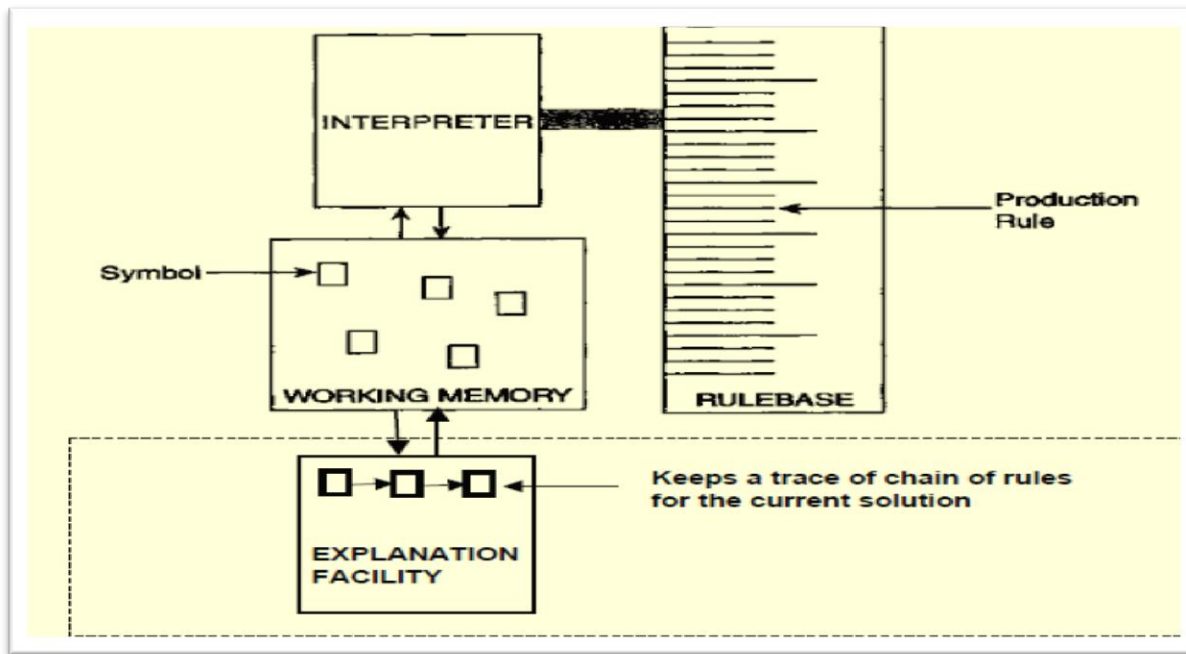 INTERPRETER
Production
Rule
Symbol
WORKING MEMORY
RULEBASE
Keeps a trace of chain of rules
for the current solution
EXPLANATION
FACILITY